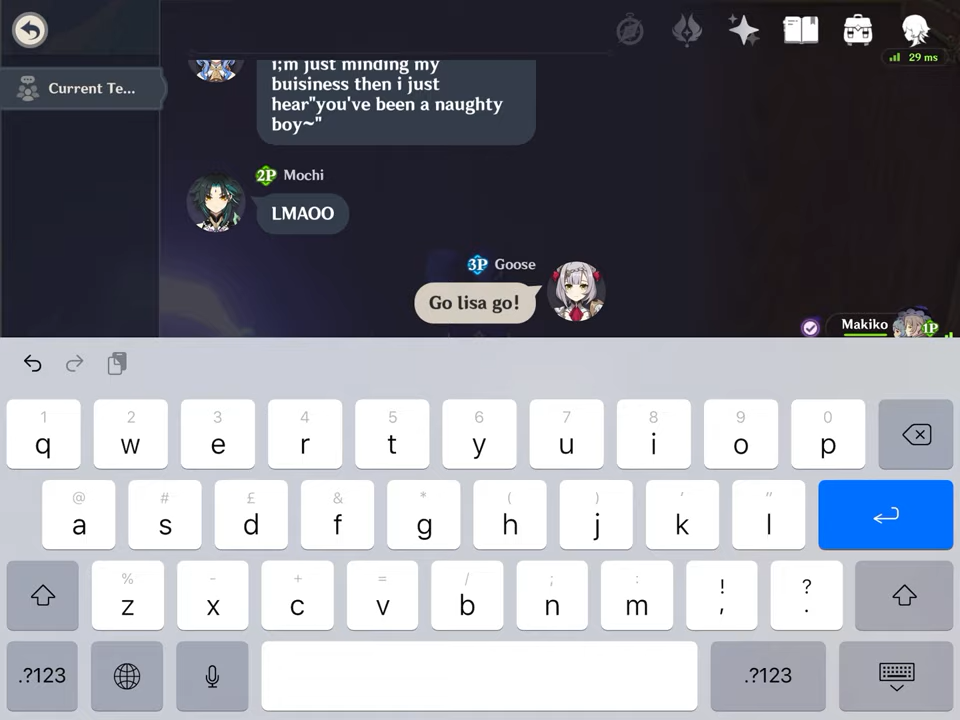 29 ms
Current Te...
i;m just minding my
buisiness then i just
hear"you've been a naughty
boy~"
2P Mochi
LMAOO
3P Goose
Go lisa go!
Makiko 1P
1 2 3 4 5 6 7 8 9 0
q w e r t y u i o p
@ # £ & * ( ) ' "
a s d f g h j k l
% - + = / ; : ! ?
z x c v b n m , .
.?123 .?123